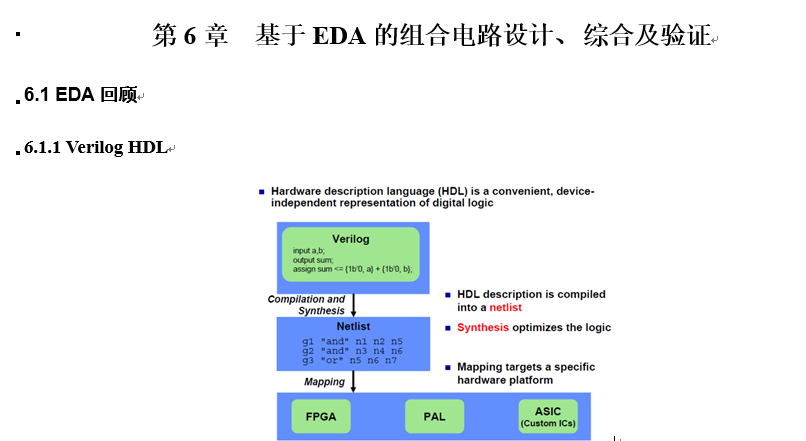 第 6 章 基于 EDA 的组合电路设计、综合及验证
6.1 EDA 回顾
6.1.1 Verilog HDL
Hardware description language (HDL) is a convenient, device-
independent representation of digital logic
Verilog
input a,b;
output sum;
assign sum <= {1b'0, a} + {1b'0, b};
Compilation and
Synthesis
HDL description is compiled
into a netlist
Netlist
g1 "and" n1 n2 n5
g2 "and" n3 n4 n6
g3 "or" n5 n6 n7
Synthesis optimizes the logic
Mapping
Mapping targets a specific
hardware platform
FPGA
PAL
ASIC
(Custom ICs)